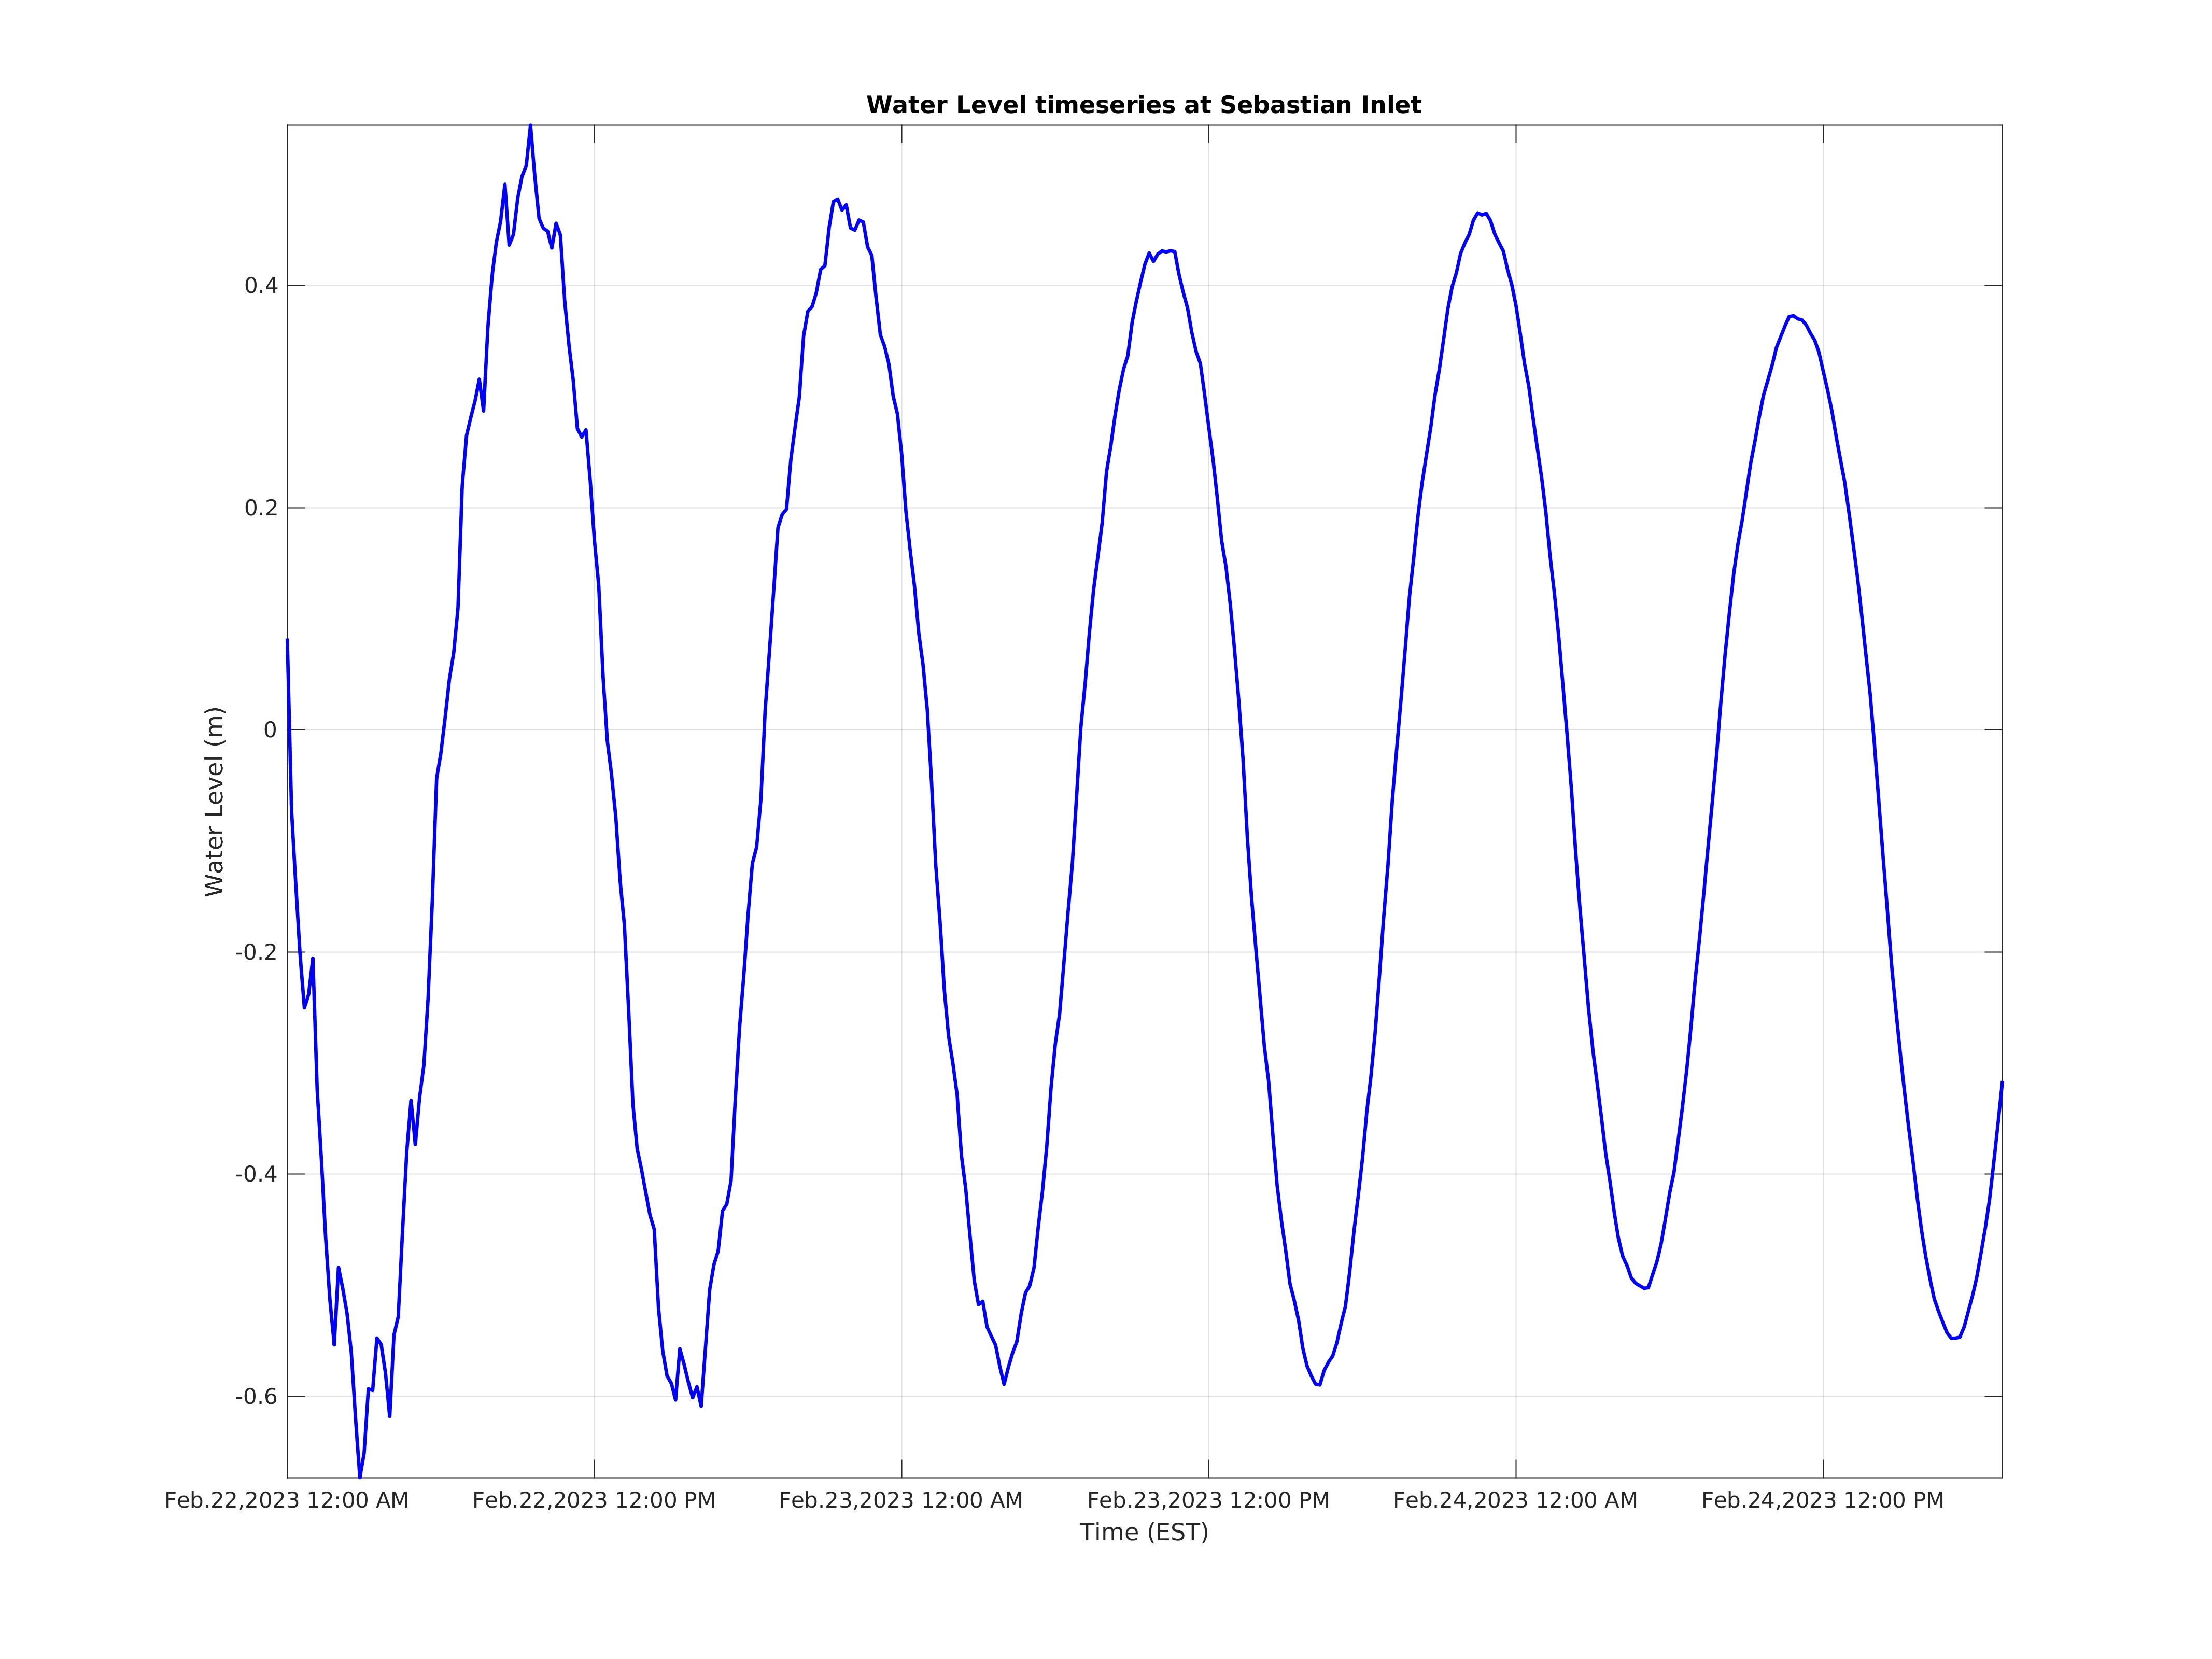 Water Level timeseries at Sebastian Inlet
0.4
0.2
0
-0.2
-0.4
-0.6
Water Level (m)
Feb.22,2023 12:00 AM
Feb.22,2023 12:00 PM
Feb.23,2023 12:00 AM
Feb.23,2023 12:00 PM
Feb.24,2023 12:00 AM
Feb.24,2023 12:00 PM
Time (EST)